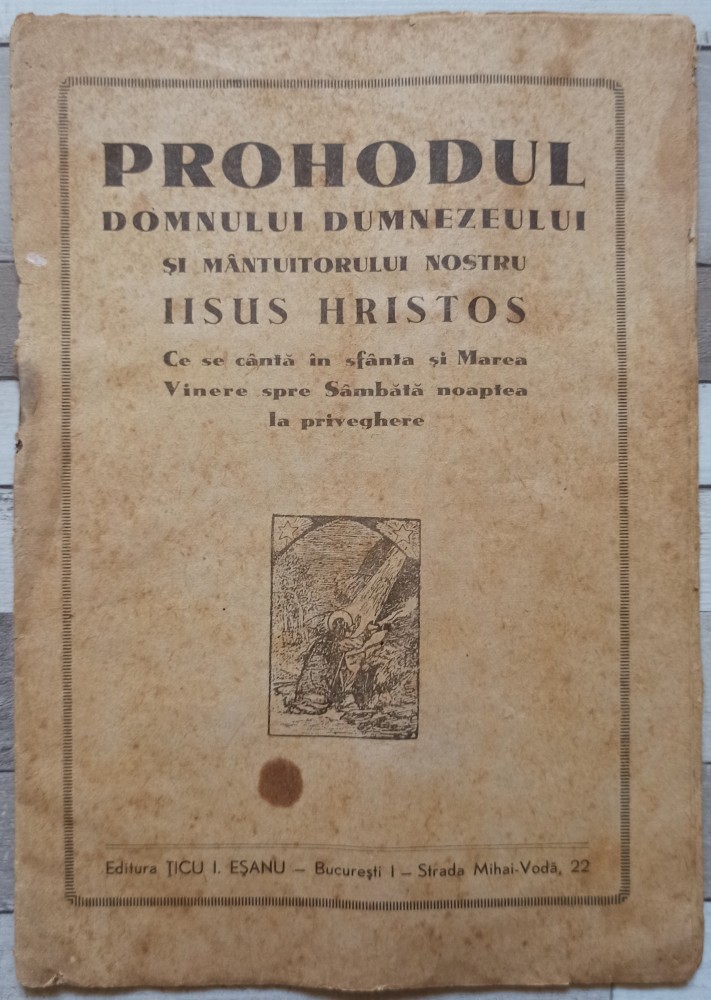 PROHODUL
DOMNULUI DUMNEZEULUI
ŞI MÂNTUITORULUI NOSTRU
IISUS HRISTOS
Ce se cântă în sfânta şi Marea
Vinere spre Sâmbătă noaptea
la priveghere
Editura ŢICU I. EŞANU — Bucureşti I — Strada Mihai-Vodă, 22